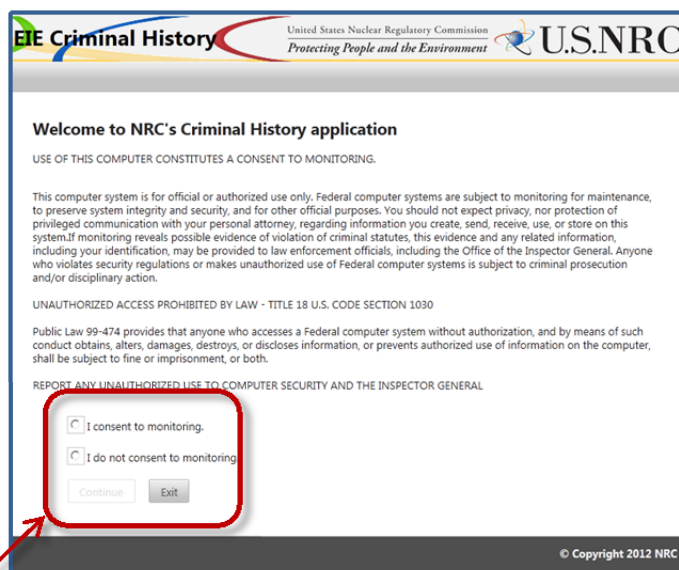 EIE Criminal History
United States Nuclear Regulatory Commission
Protecting People and the Environment
U.S.NRC
Welcome to NRC's Criminal History application
USE OF THIS COMPUTER CONSTITUTES A CONSENT TO MONITORING.
This computer system is for official or authorized use only. Federal computer systems are subject to monitoring for maintenance,
to preserve system integrity and security, and for other official purposes. You should not expect privacy, nor protection of
privileged communication with your personal attorney, regarding information you create, send, receive, use, or store on this
system.If monitoring reveals possible evidence of violation of criminal statutes, this evidence and any related information,
including your identification, may be provided to law enforcement officials, including the Office of the Inspector General. Anyone
who violates security regulations or makes unauthorized use of Federal computer systems is subject to criminal prosecution
and/or disciplinary action.
UNAUTHORIZED ACCESS PROHIBITED BY LAW - TITLE 18 U.S. CODE SECTION 1030
Public Law 99-474 provides that anyone who accesses a Federal computer system without authorization, and by means of such
conduct obtains, alters, damages, destroys, or discloses information, or prevents authorized use of information on the computer,
shall be subject to fine or imprisonment, or both.
REPORT ANY UNAUTHORIZED USE TO COMPUTER SECURITY AND THE INSPECTOR GENERAL
I consent to monitoring.
I do not consent to monitoring.
Continue Exit
© Copyright 2012 NRC